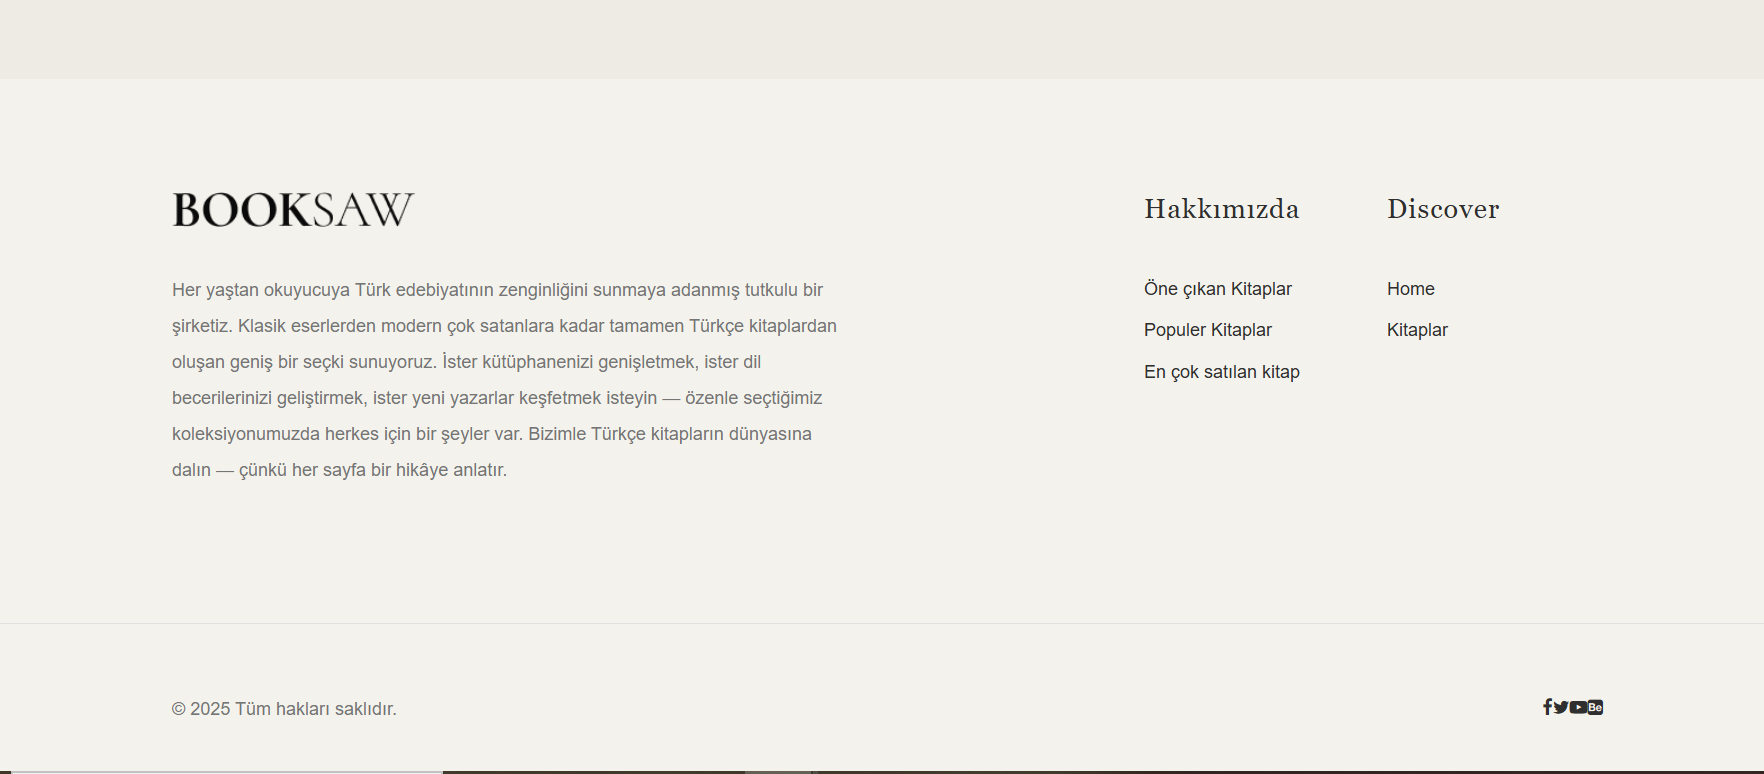 BOOKSAW
Her yaştan okuyucuya Türk edebiyatının zenginliğini sunmaya adanmış tutkulu bir
şirketiz. Klasik eserlerden modern çok satanlara kadar tamamen Türkçe kitaplardan
oluşan geniş bir seçki sunuyoruz. İster kütüphanenizi genişletmek, ister dil
becerilerinizi geliştirmek, ister yeni yazarlar keşfetmek isteyin — özenle seçtiğimiz
koleksiyonumuzda herkes için bir şeyler var. Bizimle Türkçe kitapların dünyasına
dalın — çünkü her sayfa bir hikâye anlatır.
Hakkımızda
Öne çıkan Kitaplar
Populer Kitaplar
En çok satılan kitap
Discover
Home
Kitaplar
© 2025 Tüm hakları saklıdır.
Be